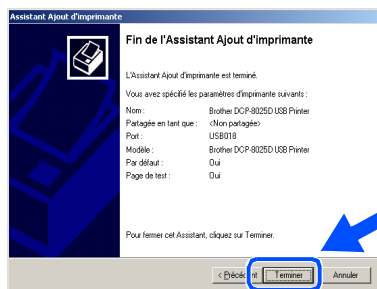 Assistant Ajout d'imprimante
Fin de l'Assistant Ajout d'imprimante
L'Assistant Ajout d'imprimante est terminé.
Vous avez spécifié les paramètres d'imprimante suivants :
Nom : Brother DCP-8025D USB Printer
Partagée en tant que : <Non partagée>
Port : USB018
Modèle : Brother DCP-8025D USB Printer
Par défaut : Oui
Page de test : Oui
Pour fermer cet Assistant, cliquez sur Terminer.
< Précédent Terminer Annuler